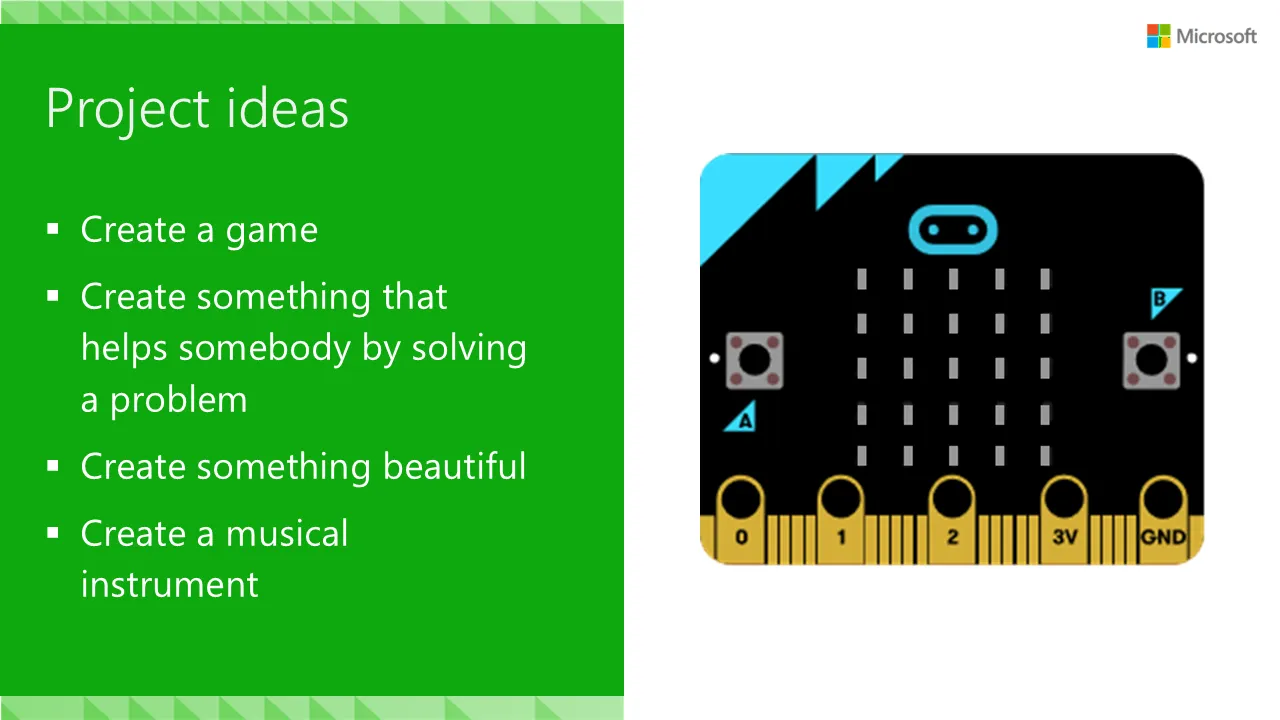 Microsoft
Project ideas
▪ Create a game
▪ Create something that
helps somebody by solving
a problem
▪ Create something beautiful
▪ Create a musical
instrument
B
A
0 1 2 3V GND